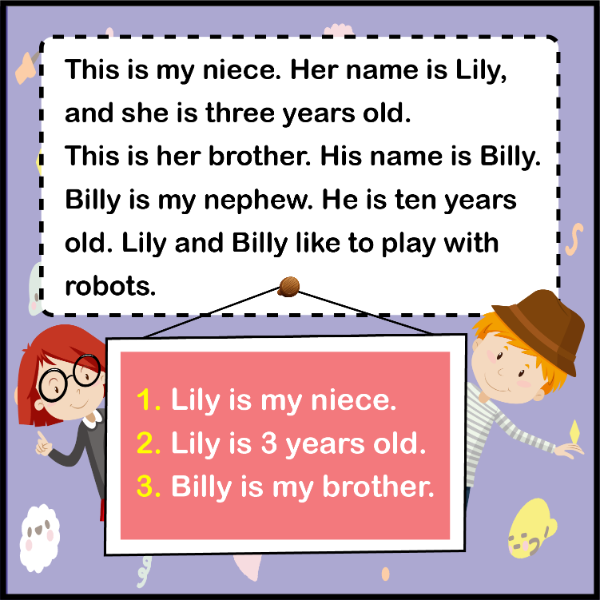 This is my niece. Her name is Lily,
and she is three years old.
This is her brother. His name is Billy.
Billy is my nephew. He is ten years
old. Lily and Billy like to play with
robots.
1. Lily is my niece.
2. Lily is 3 years old.
3. Billy is my brother.